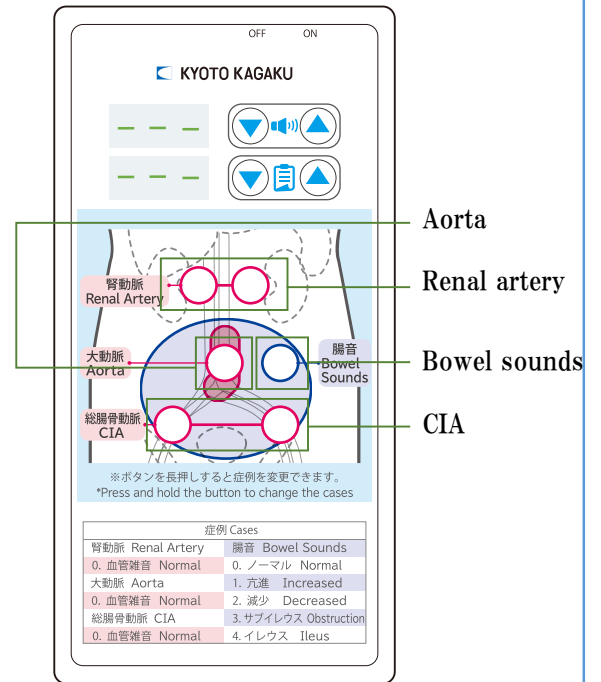 OFF ON
KYOTO KAGAKU
Aorta
腎動脈
Renal Artery
Renal artery
大動脈
Aorta
腸音
Bowel
Sounds
Bowel sounds
総腸骨動脈
CIA
CIA
※ボタンを長押しすると症例を変更できます。
*Press and hold the button to change the cases
症例 Cases
腎動脈 Renal Artery 腸音 Bowel Sounds
0. 血管雑音 Normal 0. ノーマル Normal
大動脈 Aorta 1. 亢進 Increased
0. 血管雑音 Normal 2. 減少 Decreased
総腸骨動脈 CIA 3. サブイレウス Obstruction
0. 血管雑音 Normal 4. イレウス Ileus